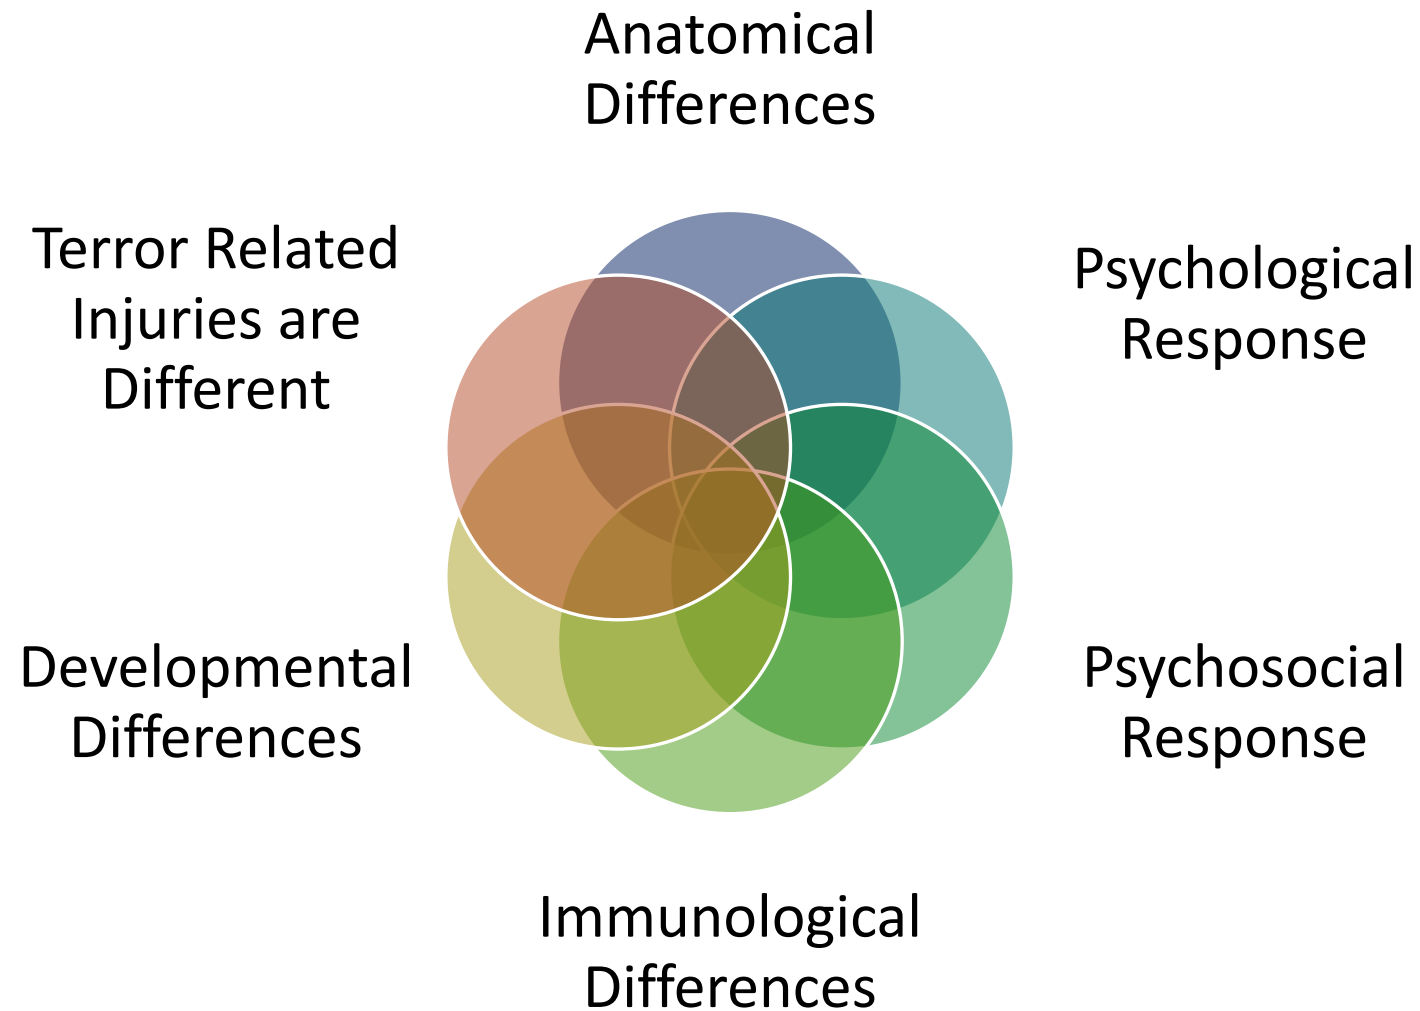 Anatomical
Differences
Psychological
Response
Psychosocial
Response
Immunological
Differences
Developmental
Differences
Terror Related
Injuries are
Different